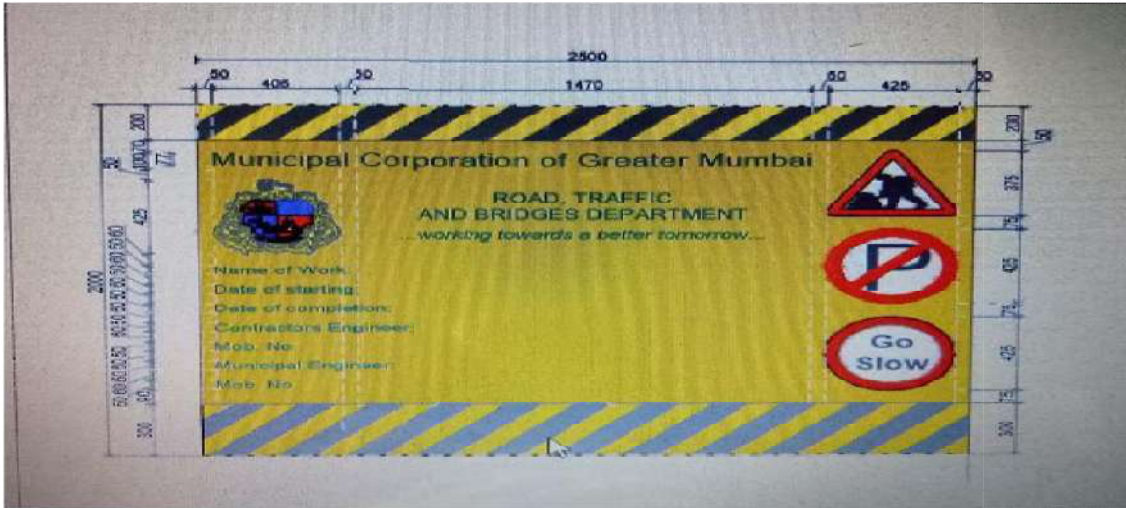 2500
50 405 50 1470 50 425 50
Municipal Corporation of Greater Mumbai
ROAD, TRAFFIC
AND BRIDGES DEPARTMENT
...working towards a better tomorrow...
Name of Work:
Date of starting:
Date of completion:
Contractors Engineer:
Mob. No
Municipal Engineer:
Mob. No
P
Go
Slow
2000
200
50
425
300
200
50
375
75
425
75
425
75
300